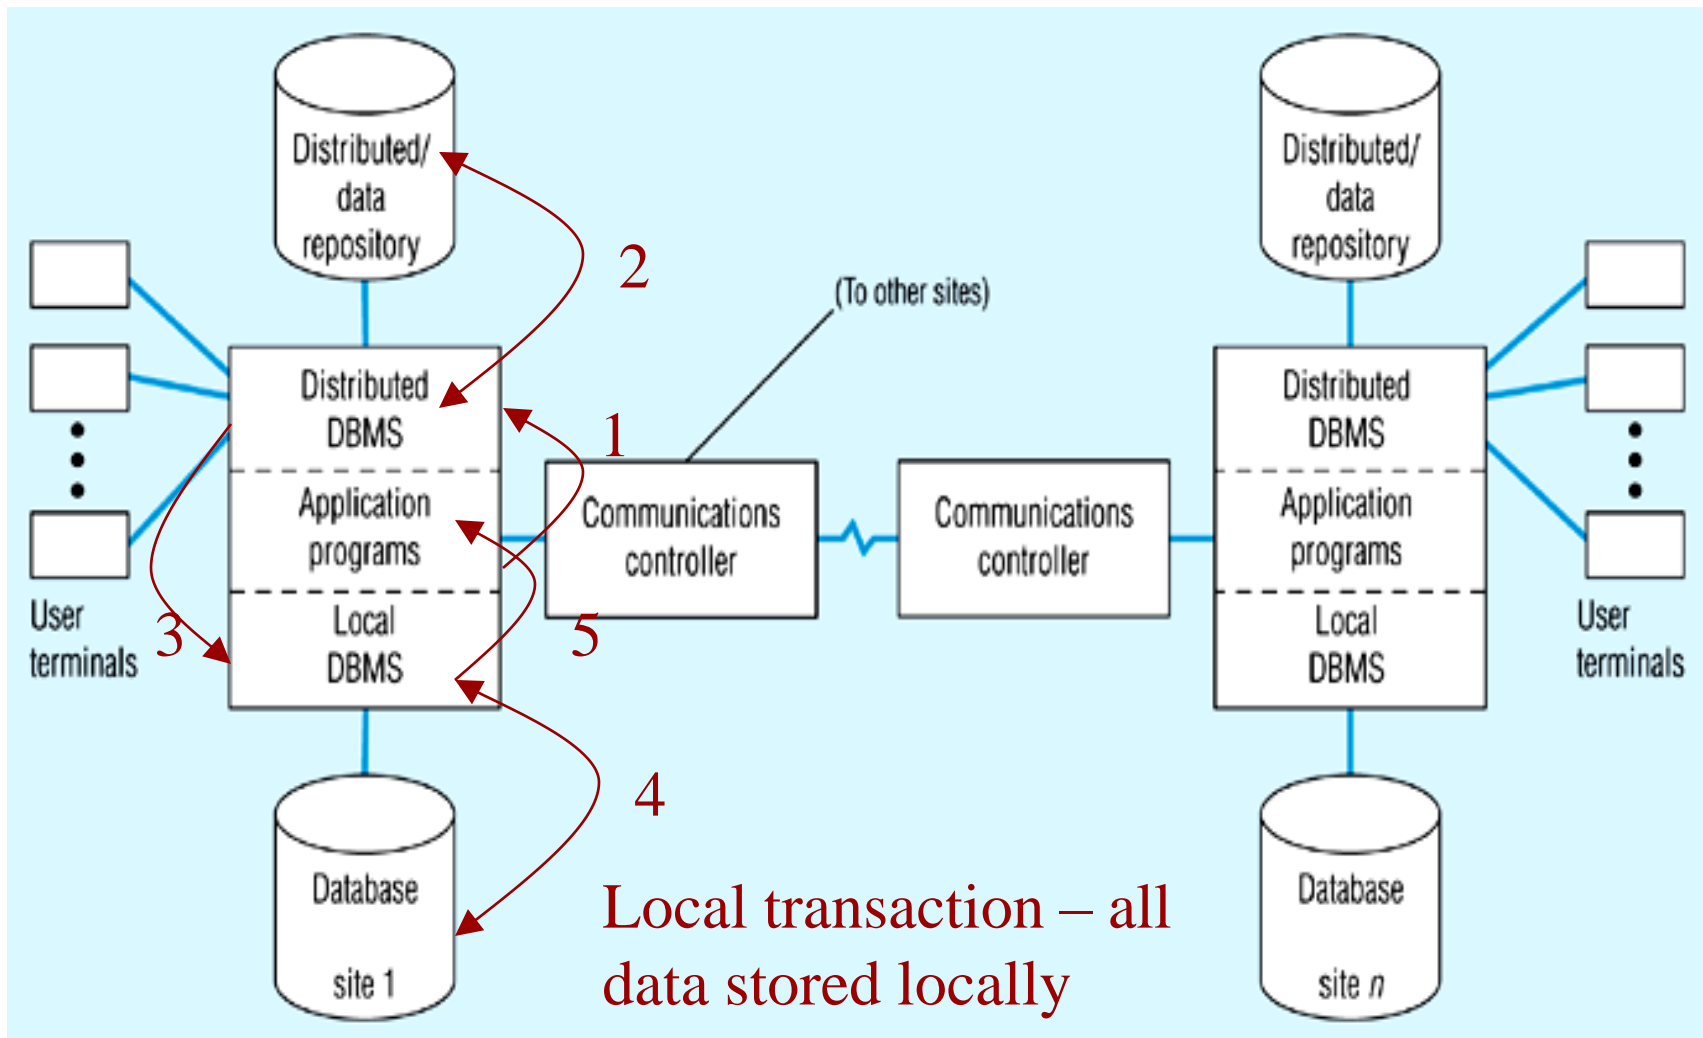 Distributed/
data
repository
Distributed/
data
repository
2
(To other sites)
Distributed
DBMS
Application
programs
Local
DBMS
1
Communications
controller
Communications
controller
Distributed
DBMS
Application
programs
Local
DBMS
User
terminals
3
5
User
terminals
4
Database
site 1
Local transaction – all
data stored locally
Database
site n